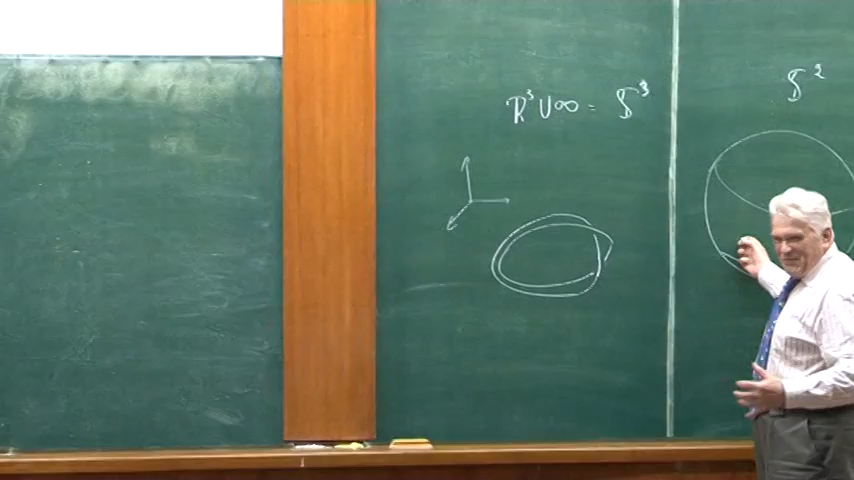 R³∪∞ = S³
S²